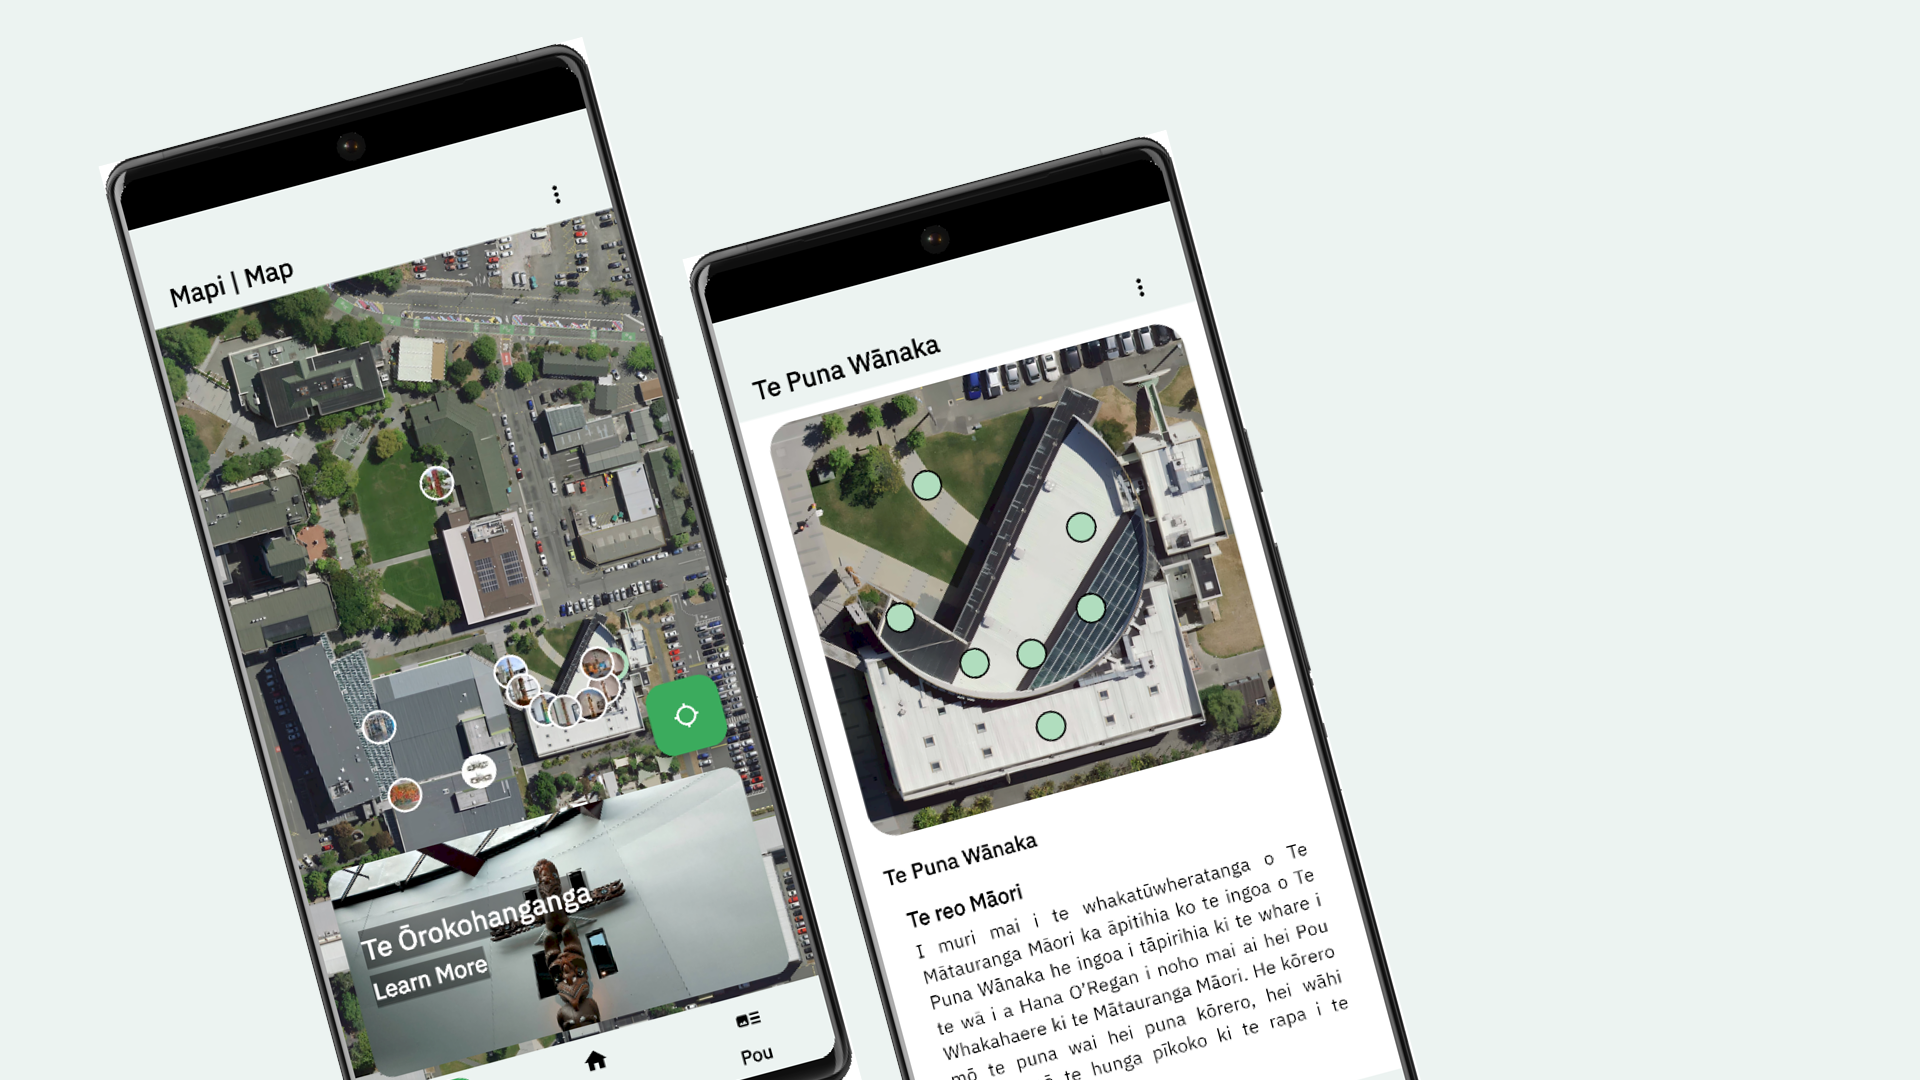 Mapi | Map
Te Ōrokohanganga
Learn More
Pou
Te Puna Wānaka
Te Puna Wānaka
Te reo Māori
I muri mai i te whakatūwheratanga o Te
Mātauranga Māori ka āpitihia ko te ingoa o Te
Puna Wānaka he ingoa i tāpirihia ki te whare i
te wā i a Hana O'Regan i noho mai ai hei Pou
Whakahaere ki te Mātauranga Māori. He kōrero
mō te puna wai hei puna kōrero, hei wāhi
te hunga pīkoko ki te rapa i te